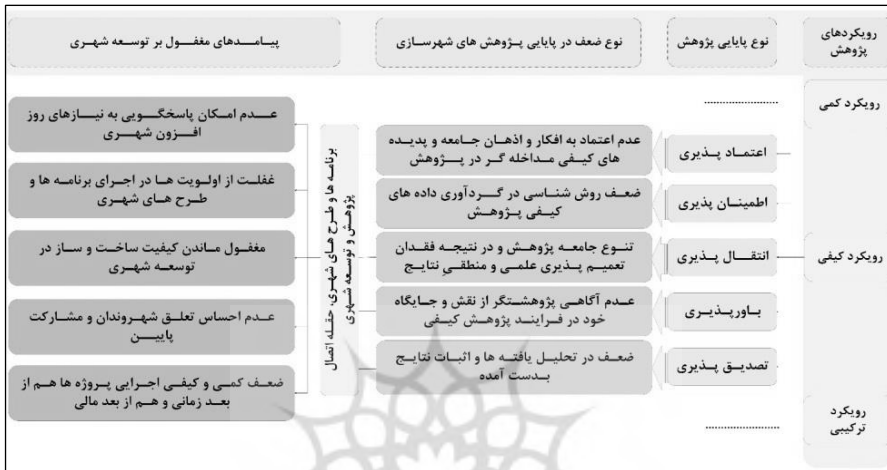 رویکردهای
پژوهش
نوع پایایی پژوهش
نوع ضعف در پایایی پژوهش های شهرسازی
پیامدهای مغفول بر توسعه شهری
رویکرد کمی
رویکرد کیفی
رویکرد
ترکیبی
اعتماد پذیری
اطمینان پذیری
انتقال پذیری
باورپذیری
تصدیق پذیری
عدم اعتماد به افکار و اذهان جامعه و پدیده
های کیفی مداخله گر در پژوهش
ضعف روش شناسی در گردآوری داده های
کیفی پژوهش
تنوع جامعه پژوهش و در نتیجه فقدان
تعمیم پذیری علمی و منطقی نتایج
عدم آگاهی پژوهشگر از نقش و جایگاه
خود در فرایند پژوهش کیفی
ضعف در تحلیل یافته ها و اثبات نتایج
بدست آمده
برنامه ها و طرح های شهری، حلقه اتصال
پژوهش و توسعه شهری
عدم امکان پاسخگویی به نیازهای روز
افزون شهری
غفلت از اولویت ها در اجرای برنامه ها و
طرح های شهری
مغفول ماندن کیفیت ساخت و ساز در
توسعه شهری
عدم احساس تعلق شهروندان و مشارکت
پایین
ضعف کمی و کیفی اجرایی پروژه ها هم از
بعد زمانی و هم از بعد مالی